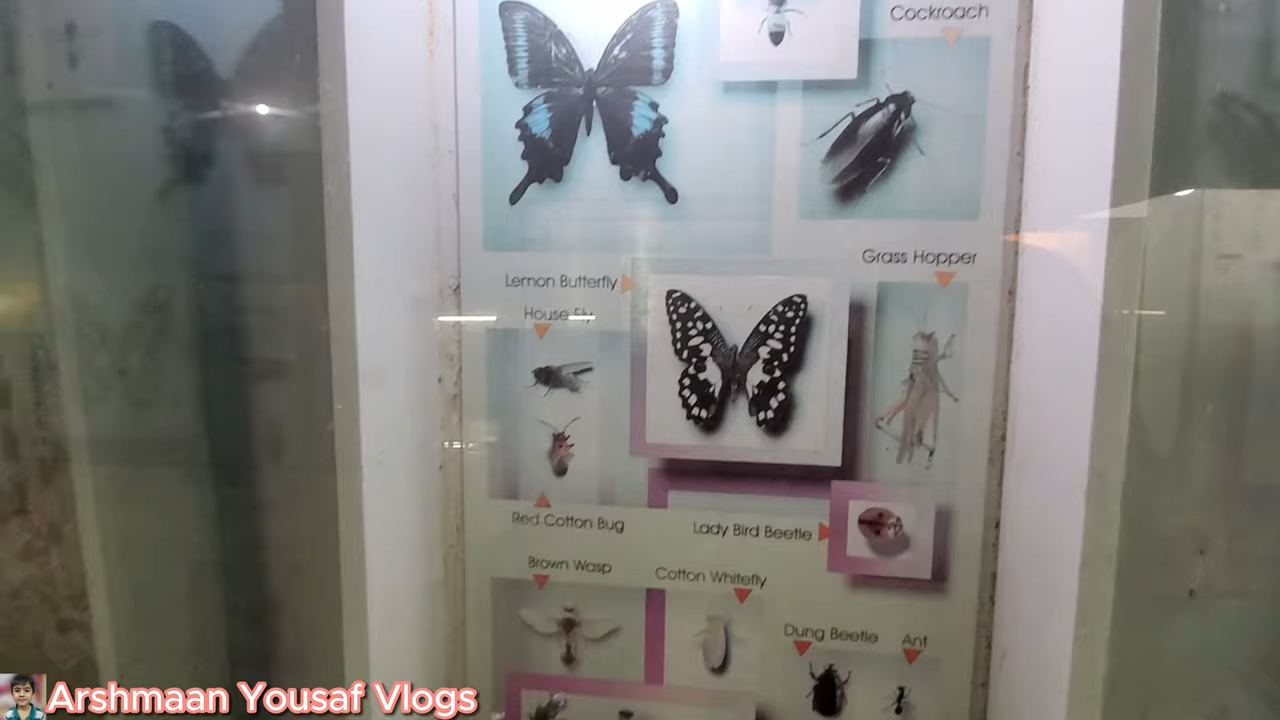 Cockroach
Grass Hopper
Lemon Butterfly
House Fly
Red Cotton Bug
Lady Bird Beetle
Brown Wasp
Cotton Whitefly
Dung Beetle
Ant
Arshmaan Yousaf Vlogs